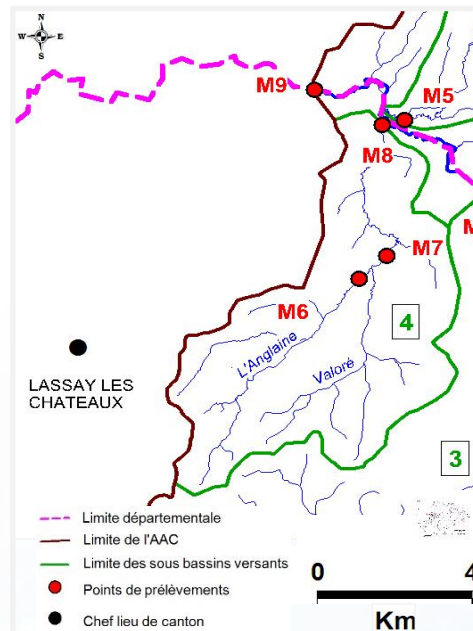 N
W E
S
M9
M5
M8
M7
M6
M
4
L'Anglaine
Valoré
LASSAY LES
CHATEAUX
3
Limite départementale
Limite de l'AAC
Limite des sous bassins versants
Points de prélèvements
Chef lieu de canton
0 4
Km